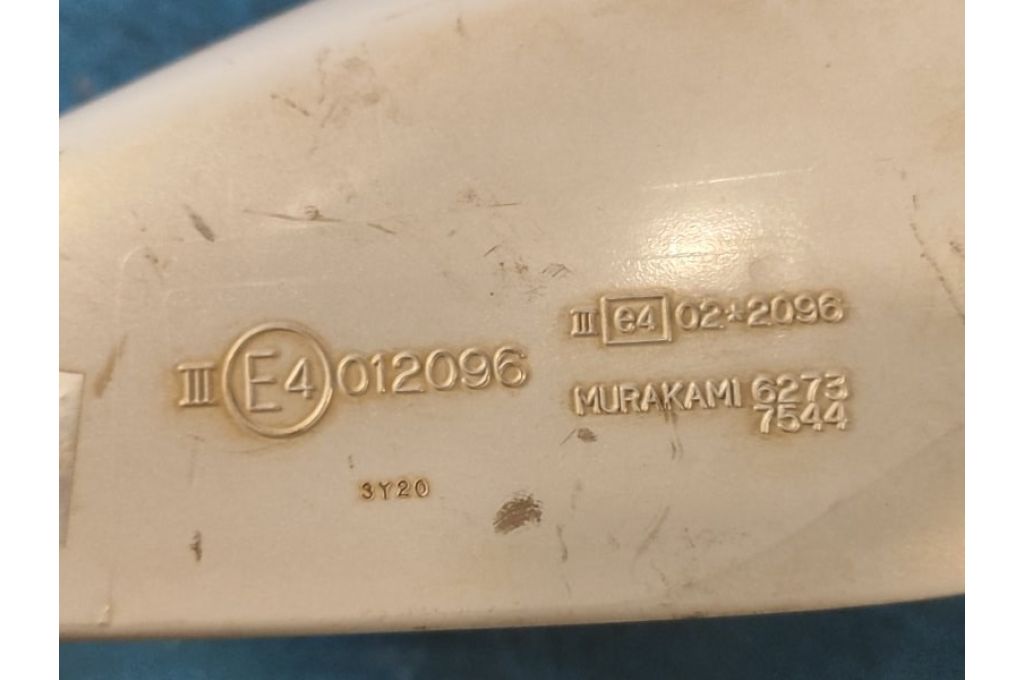 III E4 012096
III e4 02*2096
MURAKAMI 6273
7544
3Y20